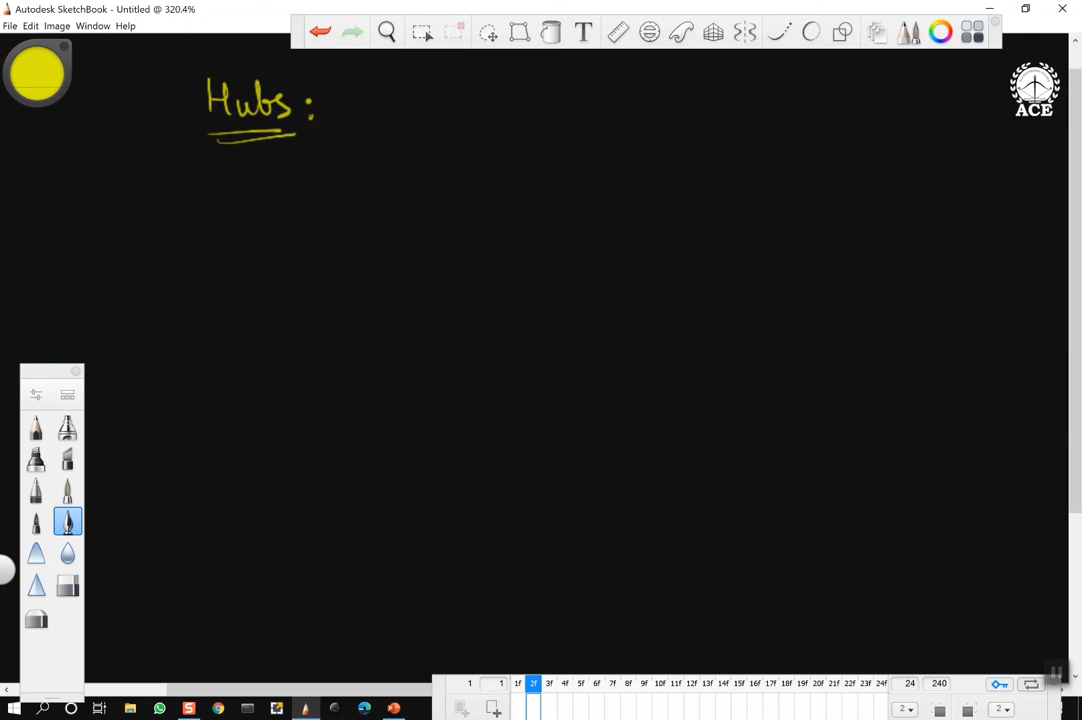 Autodesk SketchBook - Untitled @ 320.4%
File Edit Image Window Help
T
ACE
Hubs :
1 1 1f 2f 3f 4f 5f 6f 7f 8f 9f 10f 11f 12f 13f 14f 15f 16f 17f 18f 19f 20f 21f 22f 23f 24f 24 240
2 2